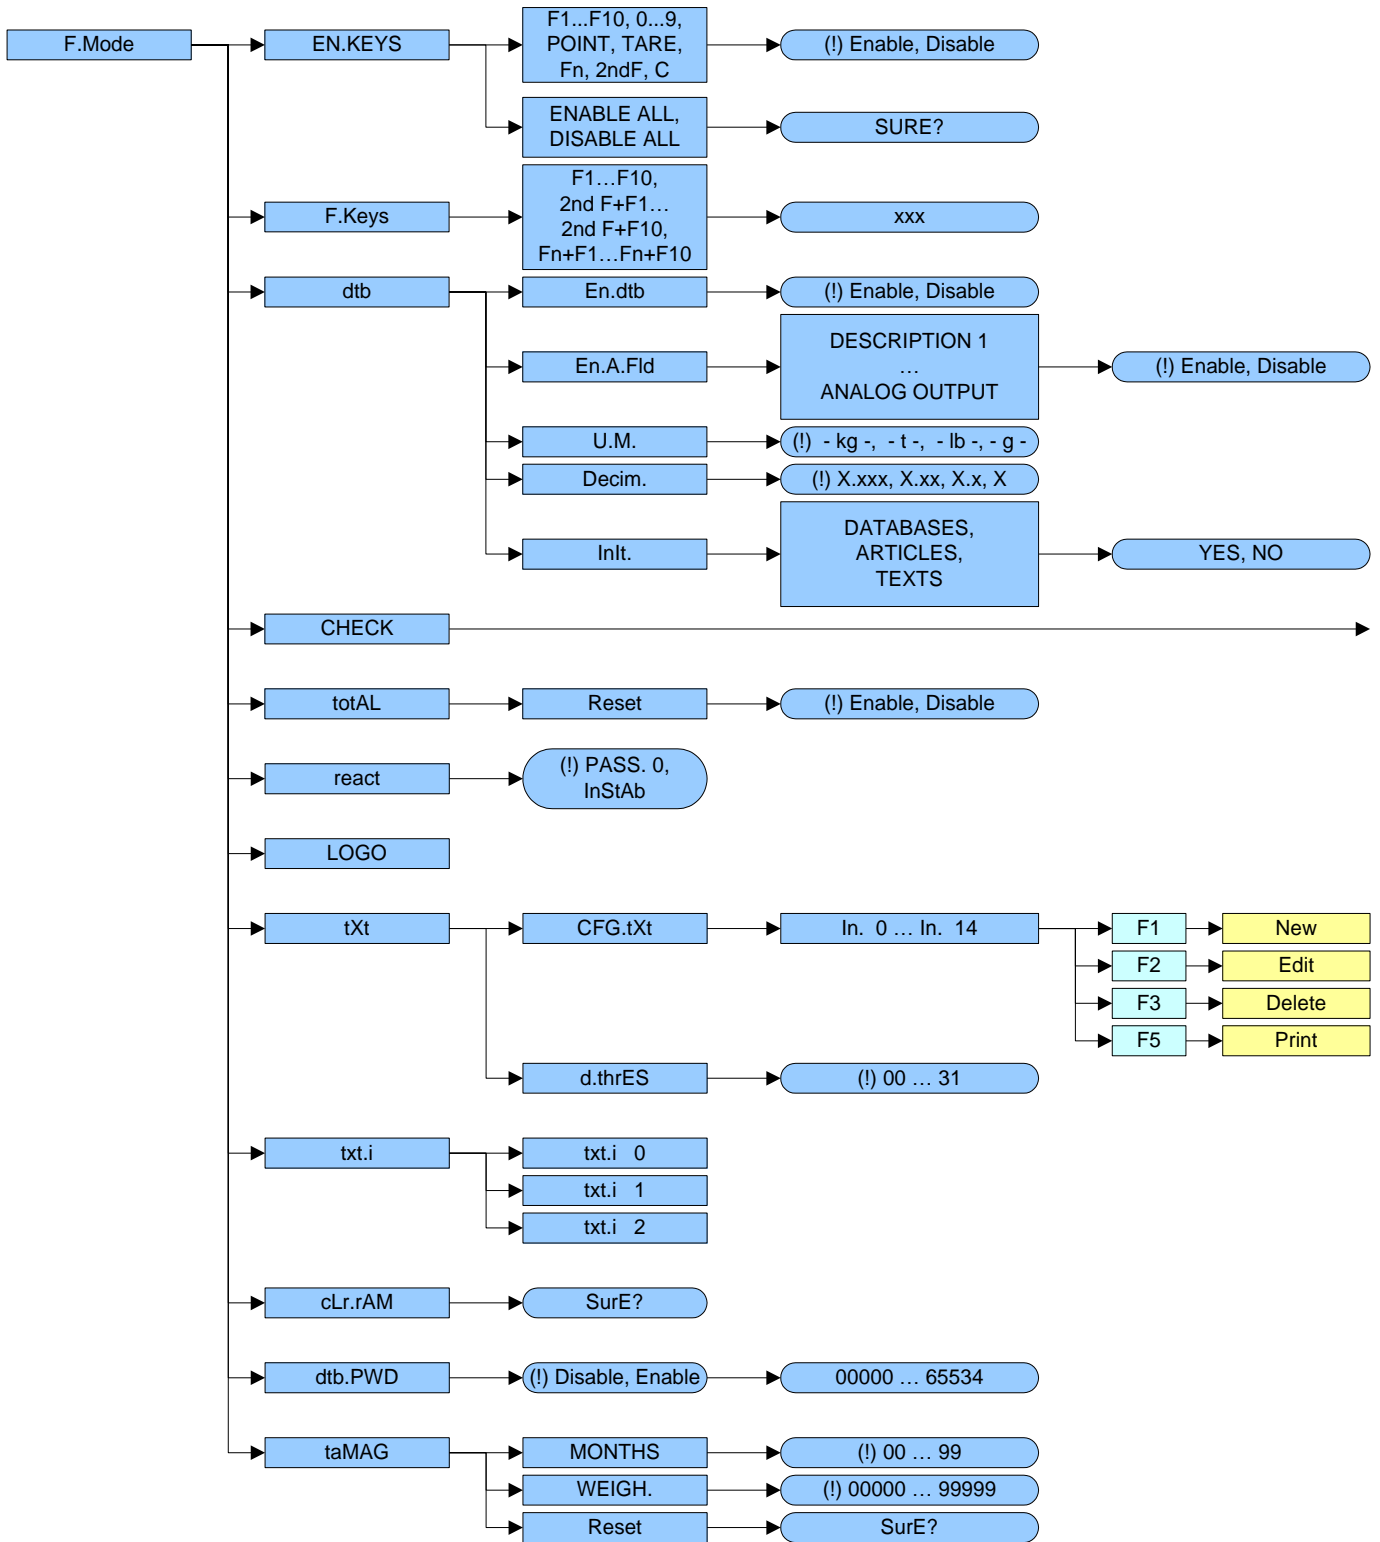 F.Mode
EN.KEYS
F1...F10, 0...9,
POINT, TARE,
Fn, 2ndF, C
(!) Enable, Disable
ENABLE ALL,
DISABLE ALL
SURE?
F.Keys
F1…F10,
2nd F+F1…
2nd F+F10,
Fn+F1…Fn+F10
xxx
dtb
En.dtb
(!) Enable, Disable
En.A.Fld
DESCRIPTION 1
…
ANALOG OUTPUT
(!) Enable, Disable
U.M.
(!) - kg -, - t -, - lb -, - g -
Decim.
(!) X.xxx, X.xx, X.x, X
InIt.
DATABASES,
ARTICLES,
TEXTS
YES, NO
CHECK
totAL
Reset
(!) Enable, Disable
react
(!) PASS. 0,
InStAb
LOGO
tXt
CFG.tXt
In. 0 … In. 14
F1
New
F2
Edit
F3
Delete
F5
Print
d.thrES
(!) 00 … 31
txt.i
txt.i 0
txt.i 1
txt.i 2
cLr.rAM
SurE?
dtb.PWD
(!) Disable, Enable
00000 … 65534
taMAG
MONTHS
(!) 00 … 99
WEIGH.
(!) 00000 … 99999
Reset
SurE?